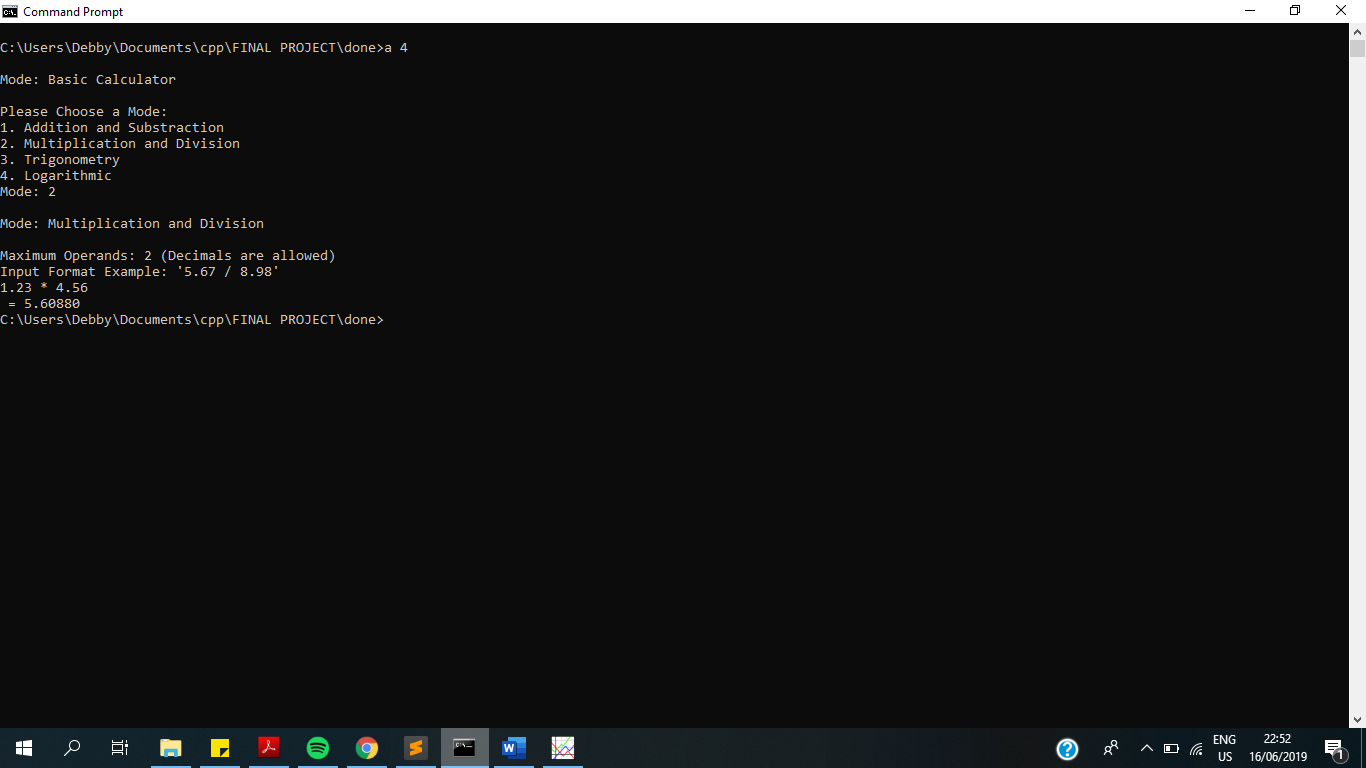 Command Prompt
C:\Users\Debby\Documents\cpp\FINAL PROJECT\done>a 4
Mode: Basic Calculator
Please Choose a Mode:
1. Addition and Substraction
2. Multiplication and Division
3. Trigonometry
4. Logarithmic
Mode: 2
Mode: Multiplication and Division
Maximum Operands: 2 (Decimals are allowed)
Input Format Example: '5.67 / 8.98'
1.23 * 4.56
 = 5.60880
C:\Users\Debby\Documents\cpp\FINAL PROJECT\done>
ENG
US
22:52
16/06/2019
1